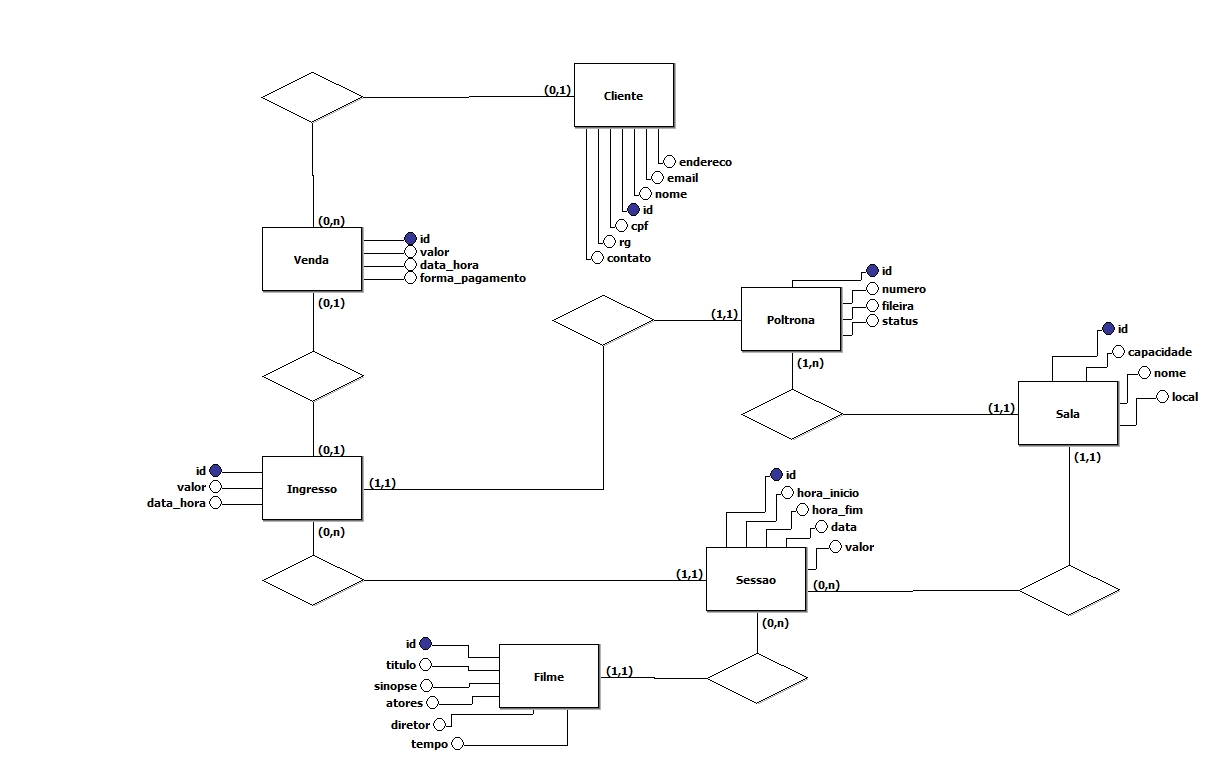 (0,1)
Cliente
endereco
email
nome
id
cpf
rg
contato
(0,n)
Venda
id
valor
data_hora
forma_pagamento
(0,1)
(1,1)
Poltrona
id
numero
fileira
status
(1,n)
id
capacidade
nome
local
(1,1)
Sala
(1,1)
(0,1)
id
valor
data_hora
Ingresso
(1,1)
(0,n)
id
hora_inicio
hora_fim
data
valor
(1,1)
Sessao
(0,n)
(0,n)
id
titulo
sinopse
atores
diretor
tempo
Filme
(1,1)